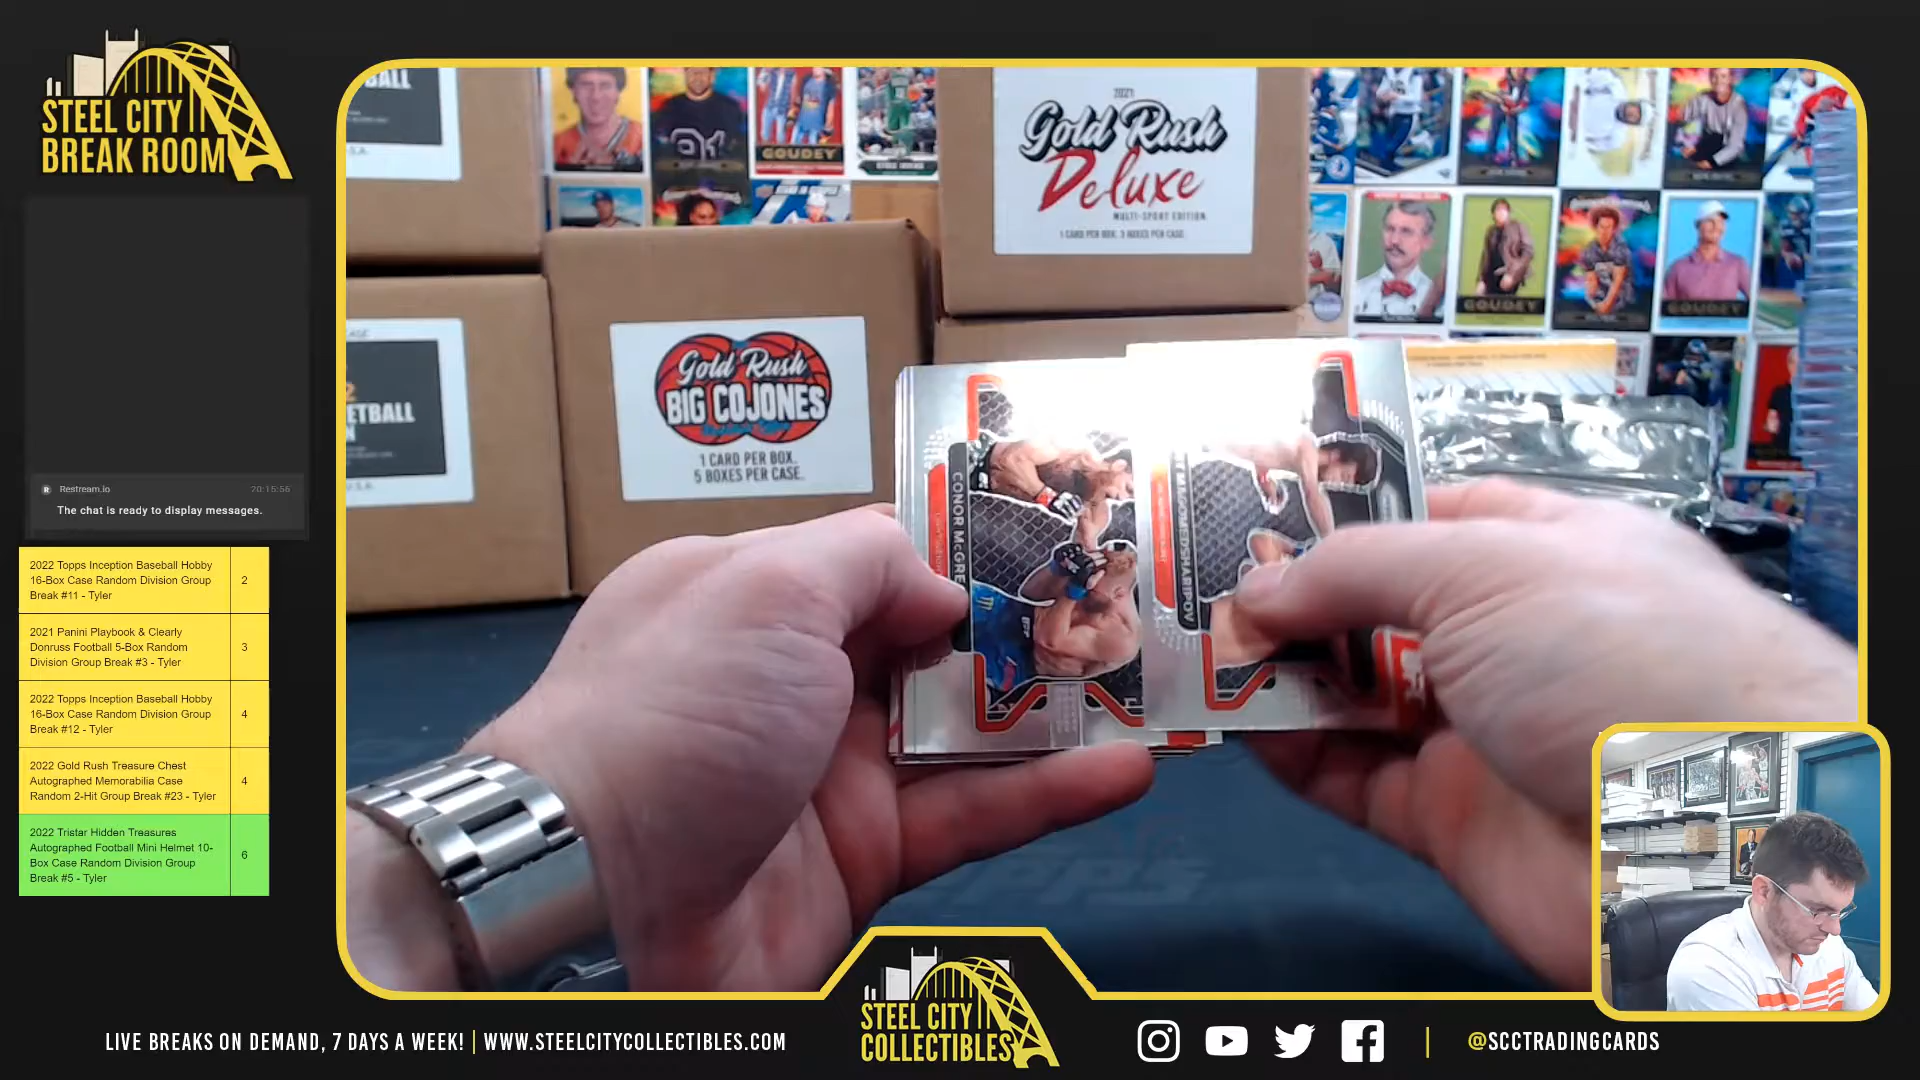 STEEL CITY
BREAK ROOM
Restream.io
20:15:56
The chat is ready to display messages.
2022 Topps Inception Baseball Hobby
16-Box Case Random Division Group
Break #11 - Tyler
2
2021 Panini Playbook & Clearly
Donruss Football 5-Box Random
Division Group Break #3 - Tyler
3
2022 Topps Inception Baseball Hobby
16-Box Case Random Division Group
Break #12 - Tyler
4
2022 Gold Rush Treasure Chest
Autographed Memorabilia Case
Random 2-Hit Group Break #23 - Tyler
4
2022 Tristar Hidden Treasures
Autographed Football Mini Helmet 10-
Box Case Random Division Group
Break #5 - Tyler
6
BALL
U.S.A.
ETBALL
U.S.A.
2021
Gold Rush
Deluxe
MULTI-SPORT EDITION
1 CARD PER BOX. 3 BOXES PER CASE.
Gold Rush
BIG COJONES
1 CARD PER BOX.
5 BOXES PER CASE.
GOUDEY
GOUDEY
GOUDEY
CONOR McGRE
MAGOMEDSHARIPOV
LIVE BREAKS ON DEMAND, 7 DAYS A WEEK! | WWW.STEELCITYCOLLECTIBLES.COM
STEEL CITY
COLLECTIBLES
| @SCCTRADINGCARDS